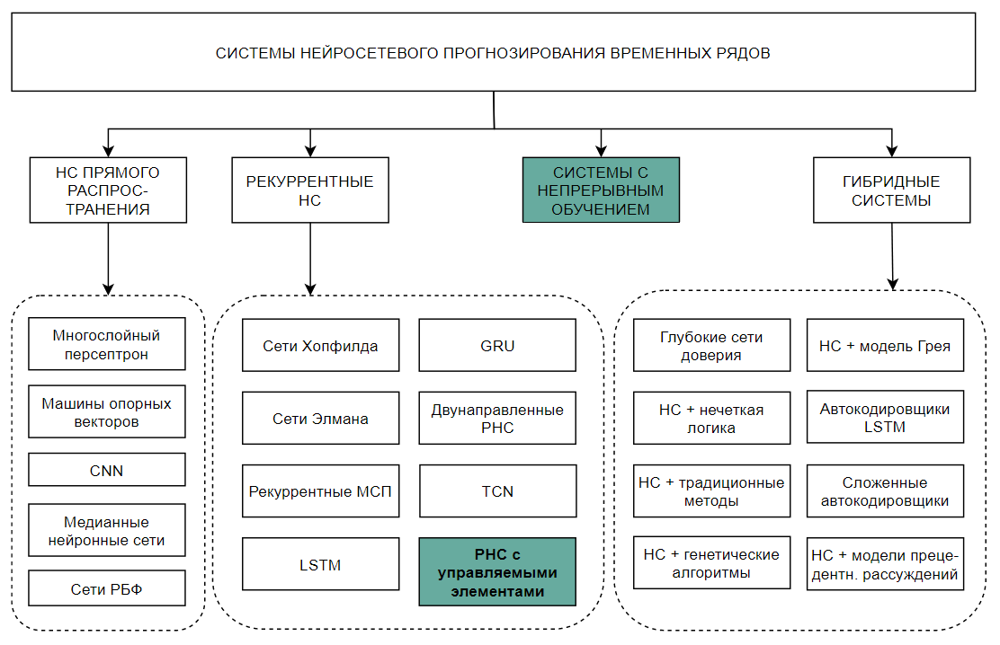 СИСТЕМЫ НЕЙРОСЕТЕВОГО ПРОГНОЗИРОВАНИЯ ВРЕМЕННЫХ РЯДОВ
НС ПРЯМОГО
РАСПРОС-
ТРАНЕНИЯ
РЕКУРРЕНТНЫЕ
НС
СИСТЕМЫ С
НЕПРЕРЫВНЫМ
ОБУЧЕНИЕМ
ГИБРИДНЫЕ
СИСТЕМЫ
Многослойный
персептрон
Машины опорных
векторов
CNN
Медианные
нейронные сети
Сети РБФ
Сети Хопфилда
GRU
Сети Элмана
Двунаправленные
РНС
Рекуррентные МСП
TCN
LSTM
РНС с
управляемыми
элементами
Глубокие сети
доверия
НС + модель Грея
НС + нечеткая
логика
Автокодировщики
LSTM
НС + традиционные
методы
Сложенные
автокодировщики
НС + генетические
алгоритмы
НС + модели преце-
дентн. рассуждений